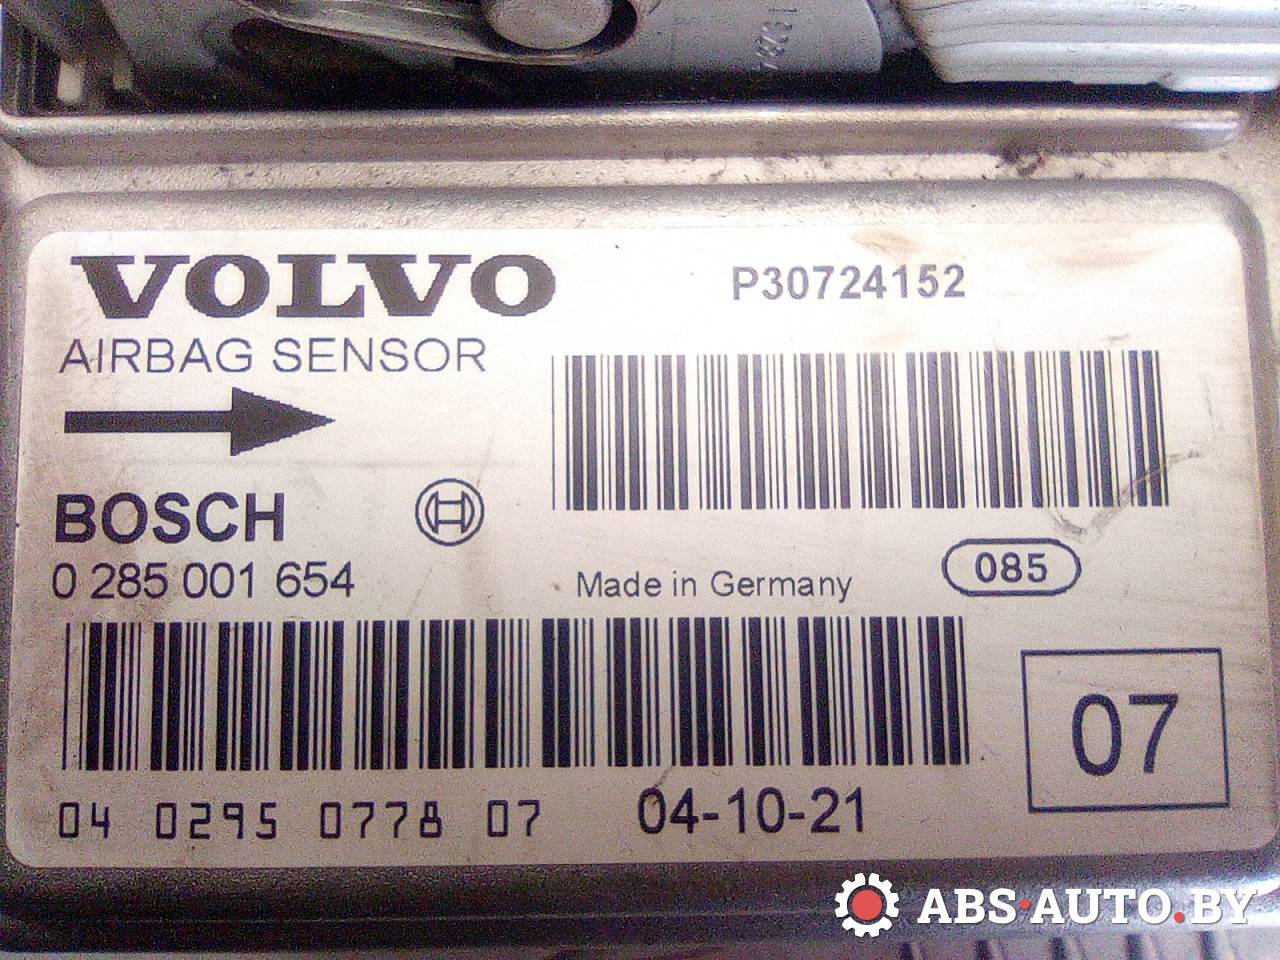 VOLVO
P30724152
AIRBAG SENSOR
BOSCH
0 285 001 654
Made in Germany
085
07
04 0295 0778 07
04-10-21
ABS-AUTO.BY